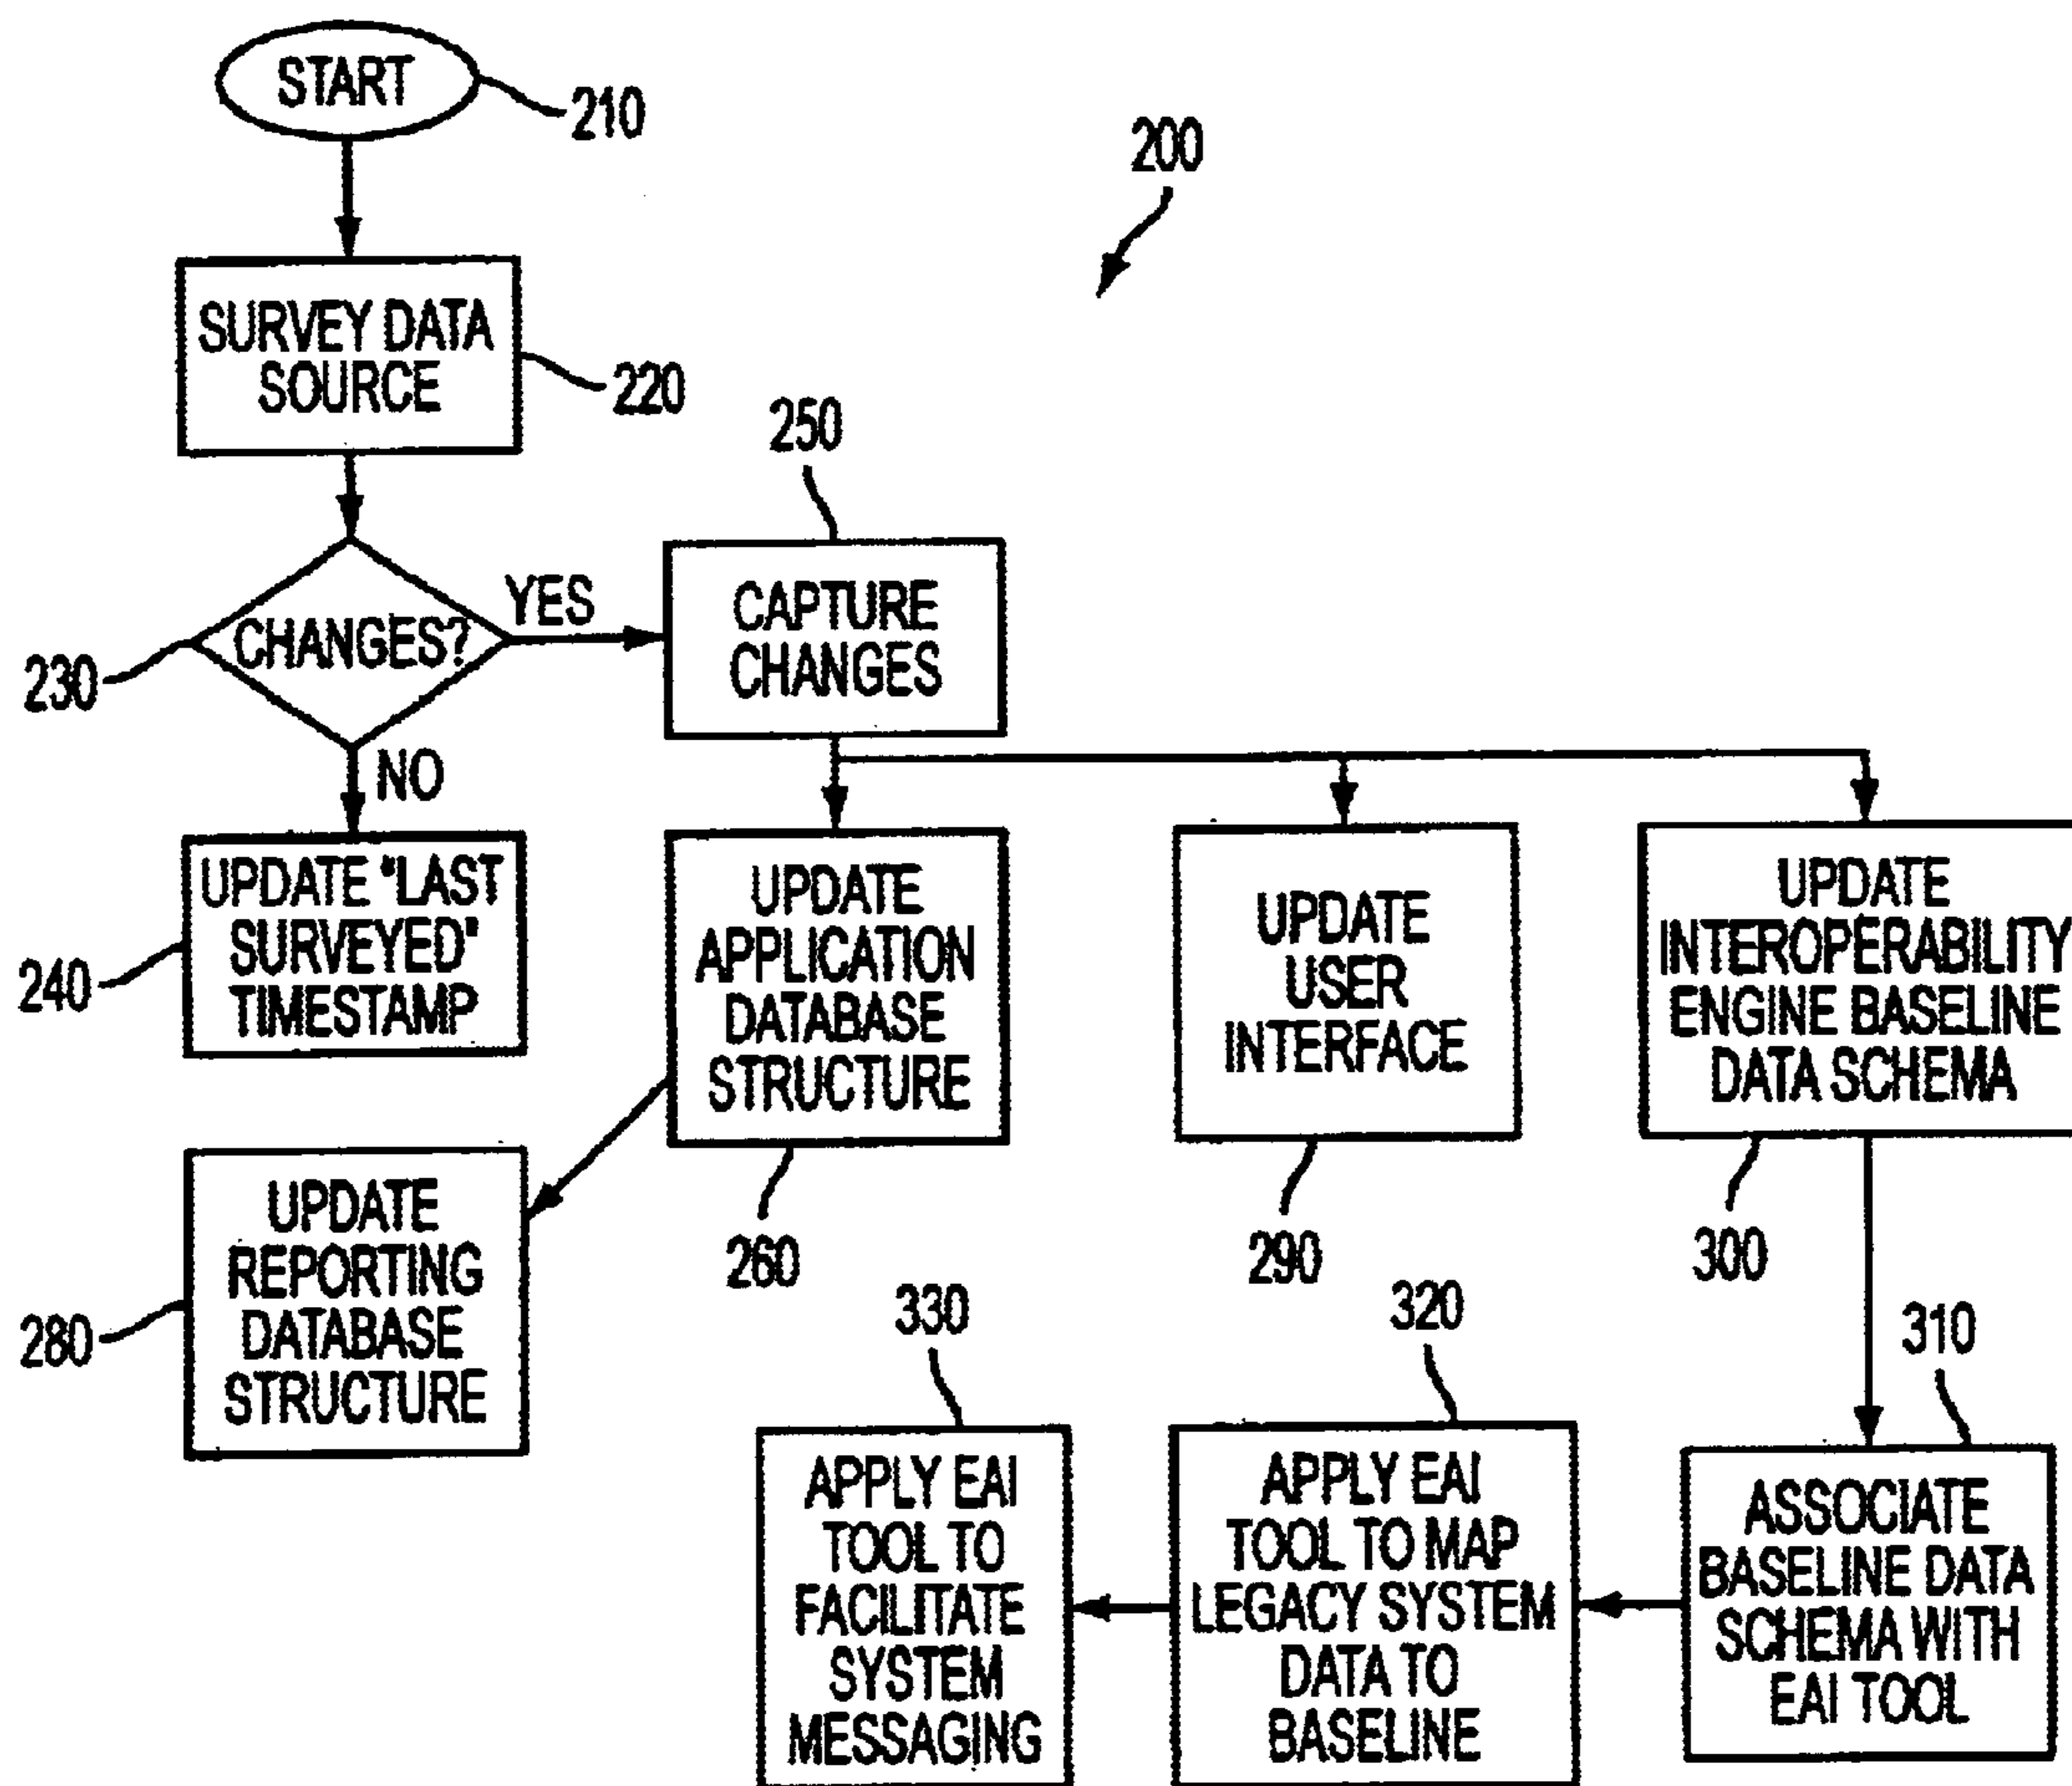 START
210
200
SURVEY DATA
SOURCE
220
250
CHANGES?
230
YES
NO
CAPTURE
CHANGES
UPDATE "LAST
SURVEYED"
TIMESTAMP
240
UPDATE
APPLICATION
DATABASE
STRUCTURE
260
UPDATE
USER
INTERFACE
290
UPDATE
INTEROPERABILITY
ENGINE BASELINE
DATA SCHEMA
300
UPDATE
REPORTING
DATABASE
STRUCTURE
280
330
APPLY EAI
TOOL TO
FACILITATE
SYSTEM
MESSAGING
320
APPLY EAI
TOOL TO MAP
LEGACY SYSTEM
DATA TO
BASELINE
310
ASSOCIATE
BASELINE DATA
SCHEMA WITH
EAI TOOL